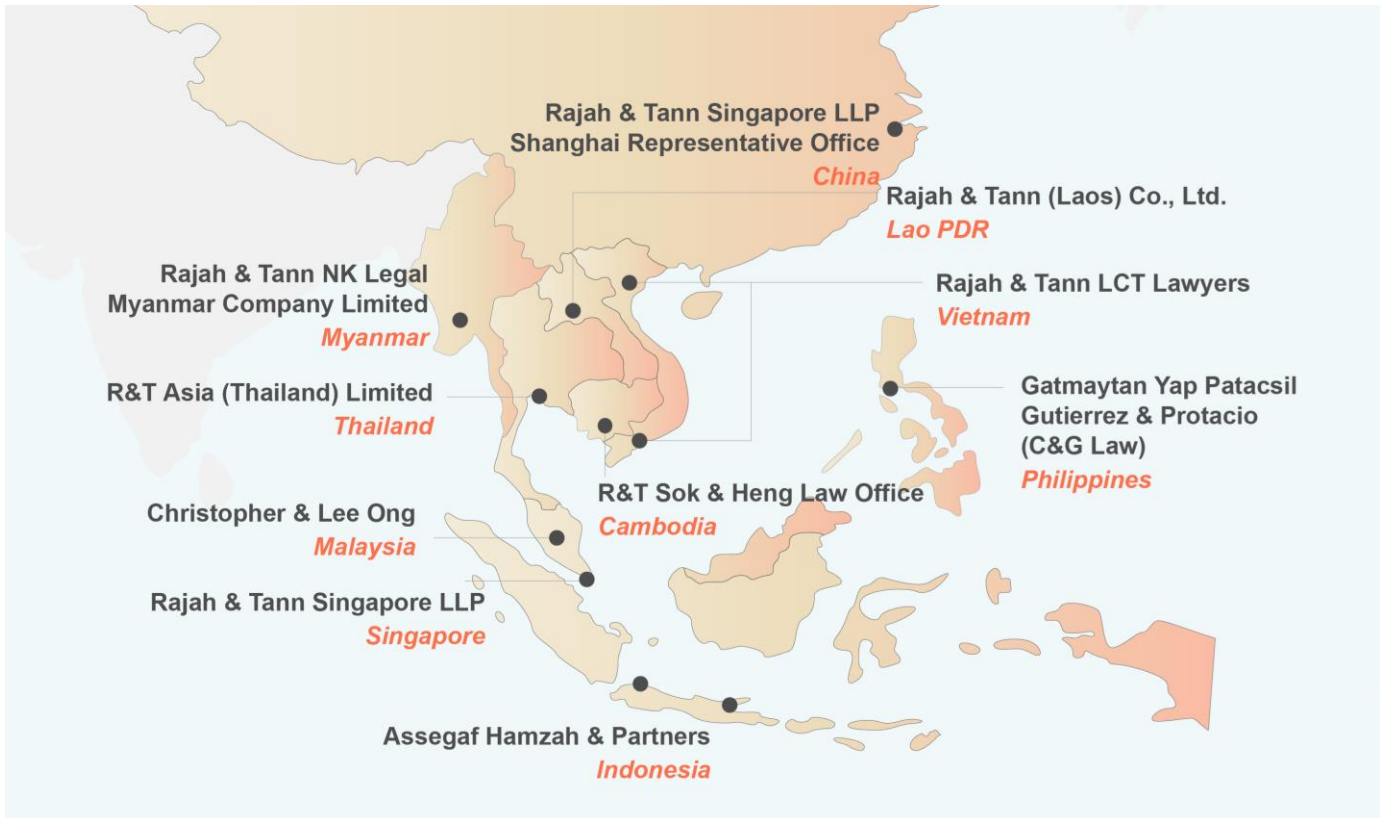 Rajah & Tann Singapore LLP
Shanghai Representative Office
China
Rajah & Tann (Laos) Co., Ltd.
Lao PDR
Rajah & Tann NK Legal
Myanmar Company Limited
Myanmar
Rajah & Tann LCT Lawyers
Vietnam
R&T Asia (Thailand) Limited
Thailand
Gatmaytan Yap Patacsil
Gutierrez & Protacio
(C&G Law)
Philippines
R&T Sok & Heng Law Office
Cambodia
Christopher & Lee Ong
Malaysia
Rajah & Tann Singapore LLP
Singapore
Assegaf Hamzah & Partners
Indonesia